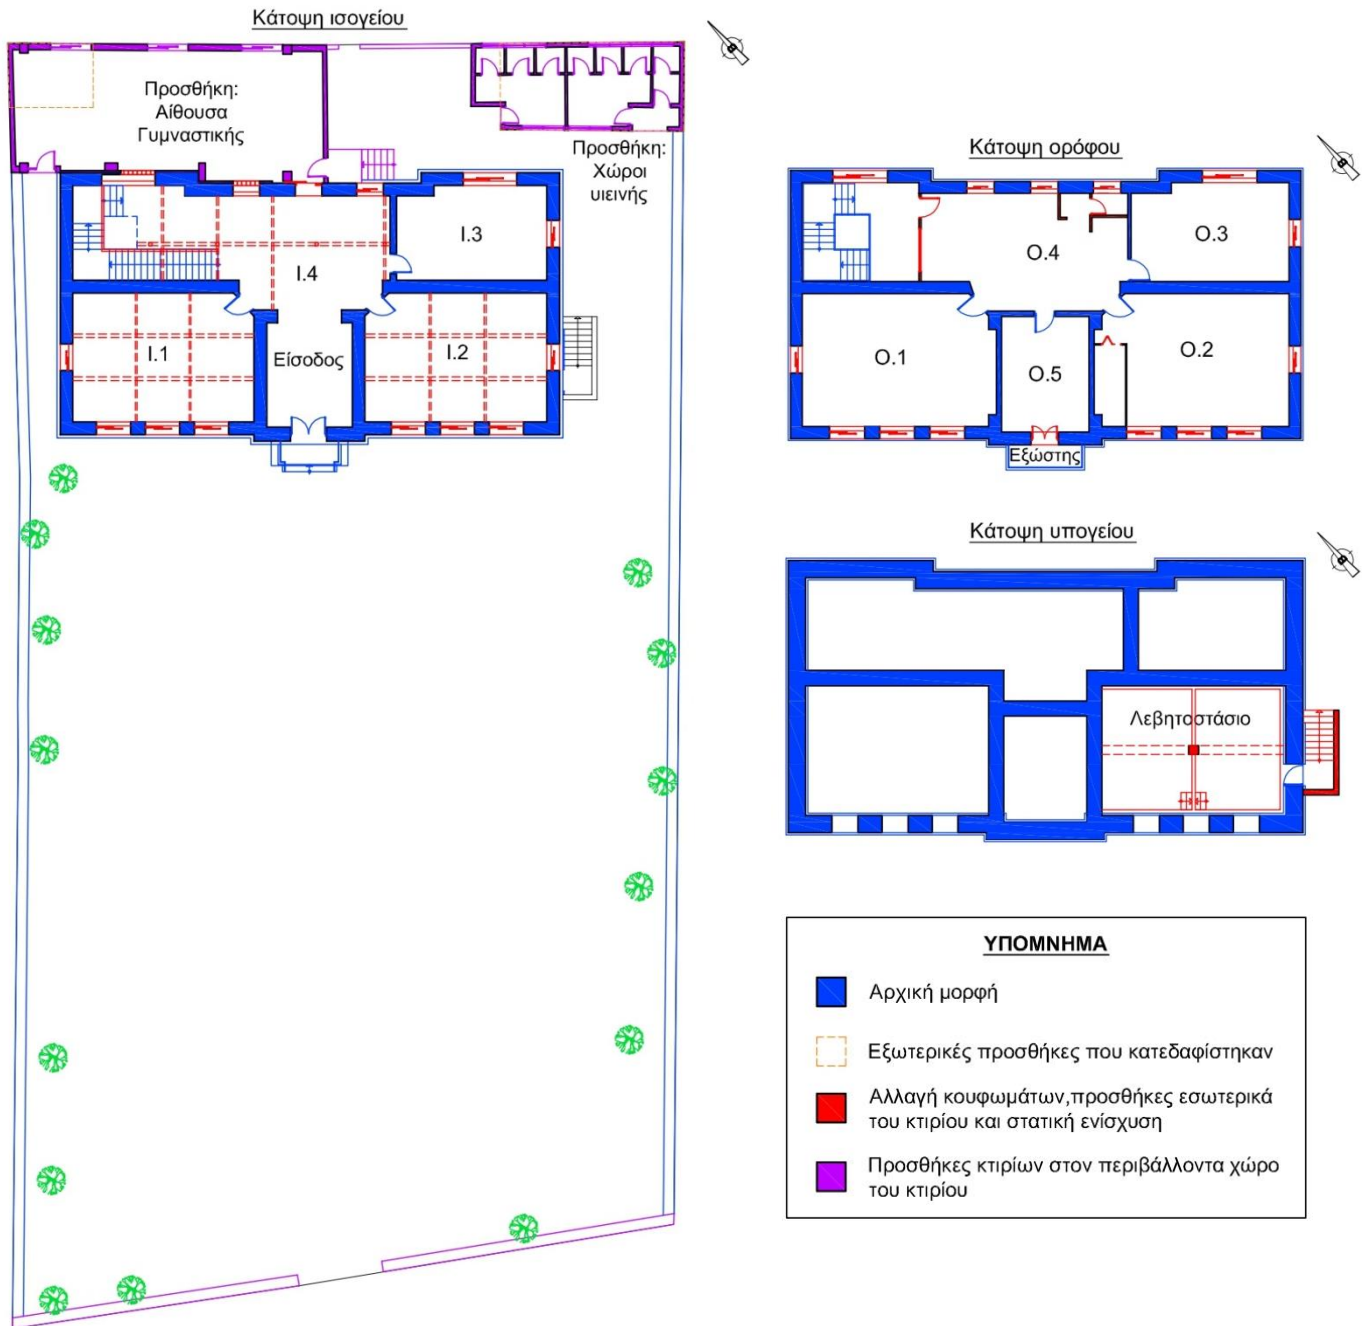 Κάτοψη ισογείου
Προσθήκη:
Αίθουσα
Γυμναστικής
Προσθήκη:
Χώροι
υιεινής
Ι.3
Ι.4
Ι.1
Είσοδος
Ι.2
Κάτοψη ορόφου
Ο.4
Ο.3
Ο.1
Ο.5
Ο.2
Εξώστης
Κάτοψη υπογείου
Λεβητοστάσιο
ΥΠΟΜΝΗΜΑ
Αρχική μορφή
Εξωτερικές προσθήκες που κατεδαφίστηκαν
Αλλαγή κουφωμάτων,προσθήκες εσωτερικά
του κτιρίου και στατική ενίσχυση
Προσθήκες κτιρίων στον περιβάλλοντα χώρο
του κτιρίου